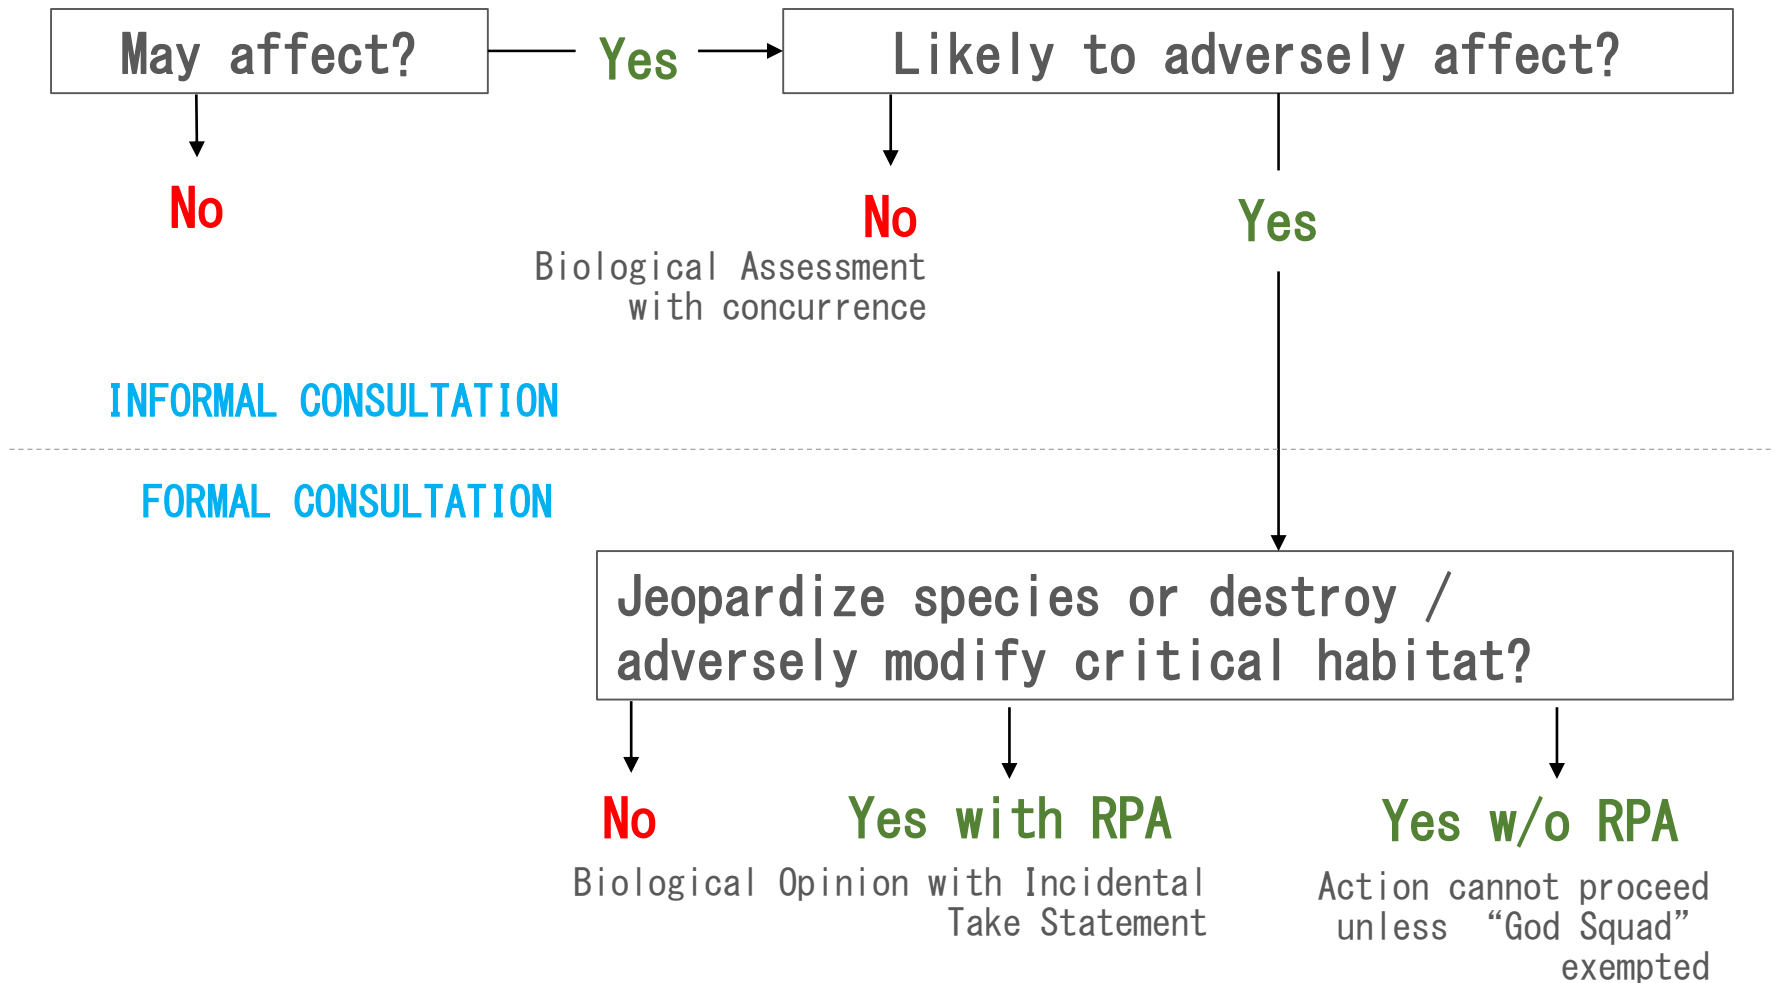 May affect?
Yes
Likely to adversely affect?
No
No
Biological Assessment
with concurrence
Yes
INFORMAL CONSULTATION
FORMAL CONSULTATION
Jeopardize species or destroy /
adversely modify critical habitat?
No
Yes with RPA
Yes w/o RPA
Biological Opinion with Incidental
Take Statement
Action cannot proceed
unless “God Squad”
exempted